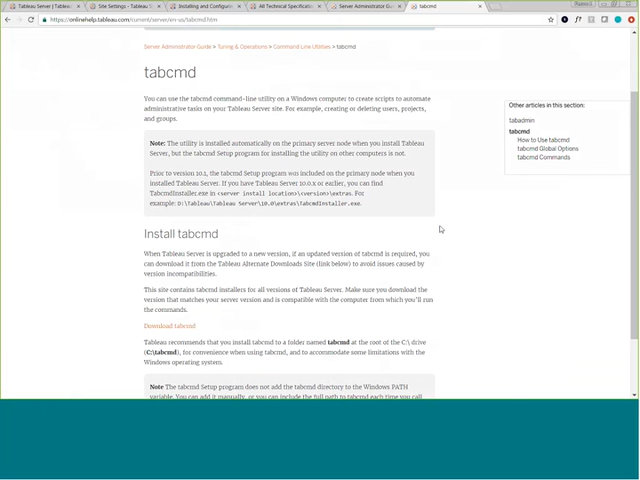 Tableau Server | Tableau
Site Settings - Tableau S
Installing and Configurin
All Technical Specificatio
Server Administrator Gu
tabcmd
https://onlinehelp.tableau.com/current/server/en-us/tabcmd.htm
Server Administrator Guide > Tuning & Operations > Command Line Utilities > tabcmd
tabcmd
You can use the tabcmd command-line utility on a Windows computer to create scripts to automate
administrative tasks on your Tableau Server site. For example, creating or deleting users, projects,
and groups.
Note: The utility is installed automatically on the primary server node when you install Tableau
Server, but the tabcmd Setup program for installing the utility on other computers is not.
Prior to version 10.1, the tabcmd Setup program was included on the primary node when you
installed Tableau Server. If you have Tableau Server 10.0.x or earlier, you can find
TabcmdInstaller.exe in <server install location>\<version>\extras. For
example: D:\Tableau\Tableau Server\10.0\extras\TabcmdInstaller.exe.
Install tabcmd
When Tableau Server is upgraded to a new version, if an updated version of tabcmd is required, you
can download it from the Tableau Alternate Downloads Site (link below) to avoid issues caused by
version incompatibilities.
This site contains tabcmd installers for all versions of Tableau Server. Make sure you download the
version that matches your server version and is compatible with the computer from which you'll run
the commands.
Download tabcmd
Tableau recommends that you install tabcmd to a folder named tabcmd at the root of the C:\ drive
(C:\tabcmd), for convenience when using tabcmd, and to accommodate some limitations with the
Windows operating system.
Note The tabcmd Setup program does not add the tabcmd directory to the Windows PATH
variable. You can add it manually, or you can include the full path to tabcmd each time you call
Other articles in this section:
tabadmin
tabcmd
How to Use tabcmd
tabcmd Global Options
tabcmd Commands